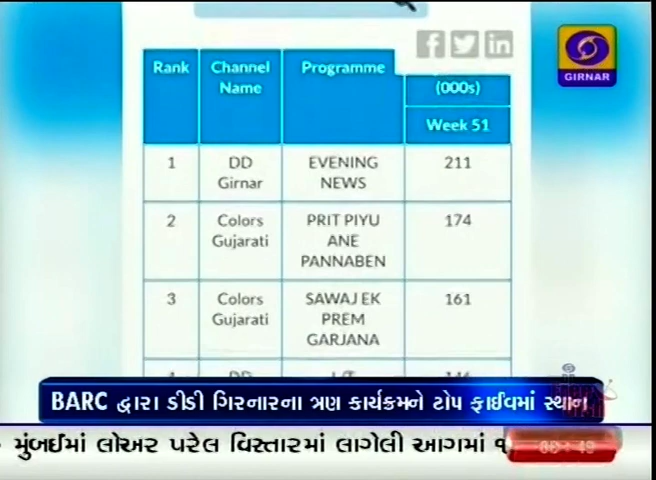 Rank Channel Name Programme (000s) Week 51
GIRNAR
1 DD Girnar EVENING NEWS 211
2 Colors Gujarati PRIT PIYU ANE PANNABEN 174
3 Colors Gujarati SAWAJ EK PREM GARJANA 161
BARC દ્વારા ડીડી ગિરનારના ત્રણ કાર્યક્રમને ટોપ ફાઈવમાં સ્થાન
મુંબઈમાં લોઅર પરેલ વિસ્તારમાં લાગેલી આગમાં